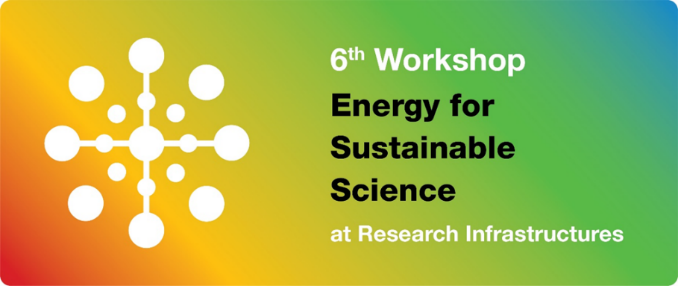 6th Workshop
Energy for
Sustainable
Science
at Research Infrastructures